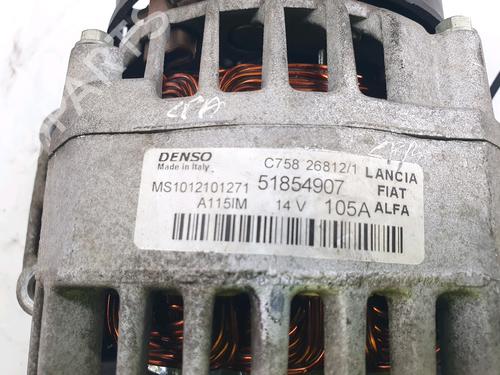 DENSO
Made in Italy
C758 26812/1
MS1012101271 51854907
A115IM 14 V 105A
LANCIA
FIAT
ALFA